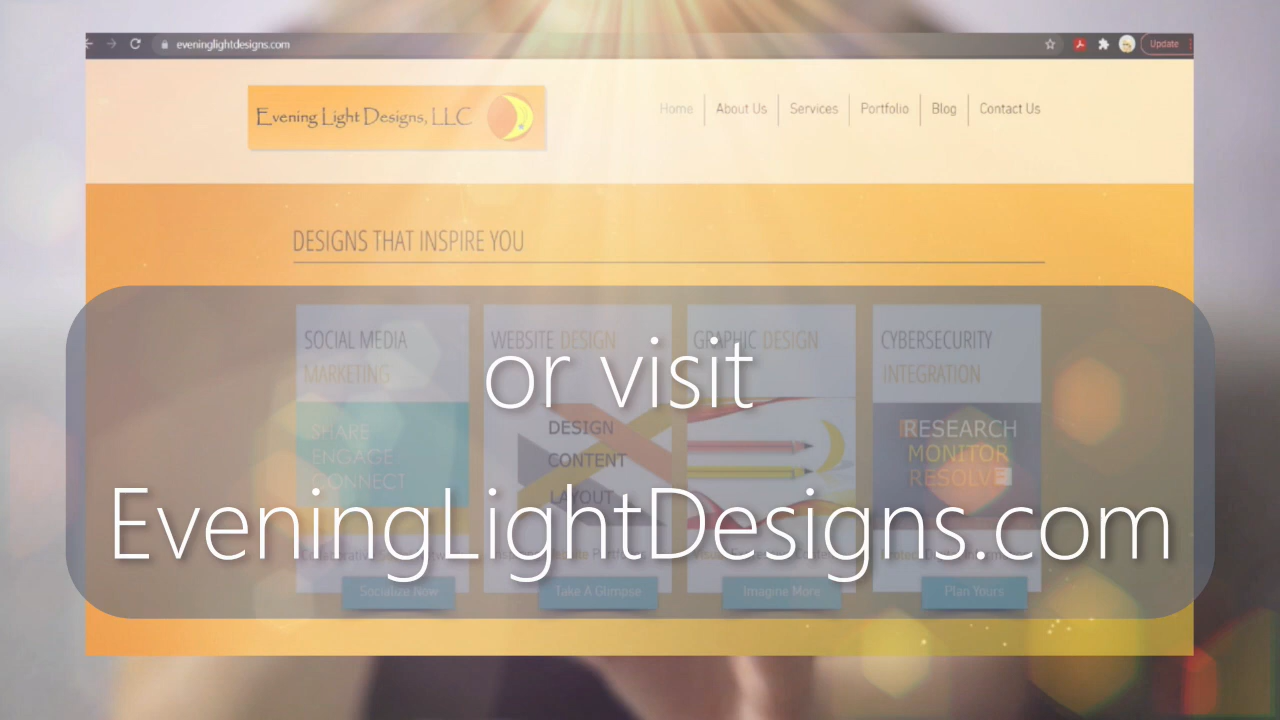 eveninglightdesigns.com
Update
Evening Light Designs, LLC
Home
About Us
Services
Portfolio
Blog
Contact Us
DESIGNS THAT INSPIRE YOU
SOCIAL MEDIA
MARKETING
WEBSITE DESIGN
GRAPHIC DESIGN
CYBERSECURITY
INTEGRATION
or visit
SHARE
ENGAGE
CONNECT
DESIGN
CONTENT
LAYOUT
RESEARCH
MONITOR
RESOLVE
EveningLightDesigns.com
Socialize Now
Take A Glimpse
Imagine More
Plan Yours